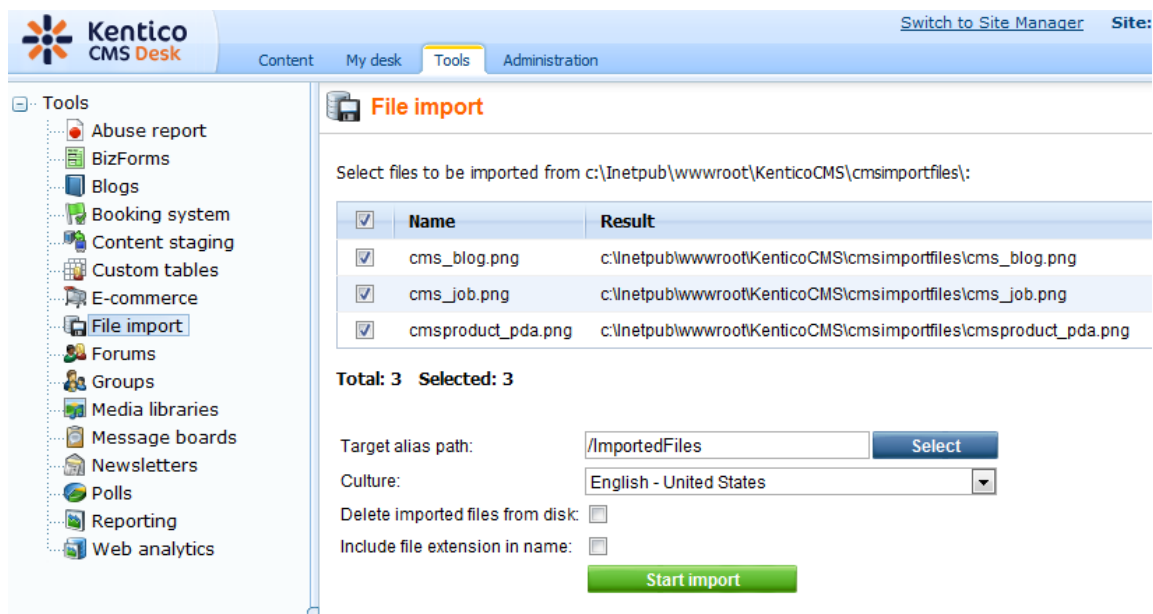 Kentico
CMS Desk
Switch to Site Manager Site:
Content My desk Tools Administration
Tools
Abuse report
BizForms
Blogs
Booking system
Content staging
Custom tables
E-commerce
File import
Forums
Groups
Media libraries
Message boards
Newsletters
Polls
Reporting
Web analytics
File import
Select files to be imported from c:\Inetpub\wwwroot\KenticoCMS\cmsimportfiles\:
Name Result
cms_blog.png c:\Inetpub\wwwroot\KenticoCMS\cmsimportfiles\cms_blog.png
cms_job.png c:\Inetpub\wwwroot\KenticoCMS\cmsimportfiles\cms_job.png
cmsproduct_pda.png c:\Inetpub\wwwroot\KenticoCMS\cmsimportfiles\cmsproduct_pda.png
Total: 3 Selected: 3
Target alias path: /ImportedFiles Select
Culture: English - United States
Delete imported files from disk:
Include file extension in name:
Start import